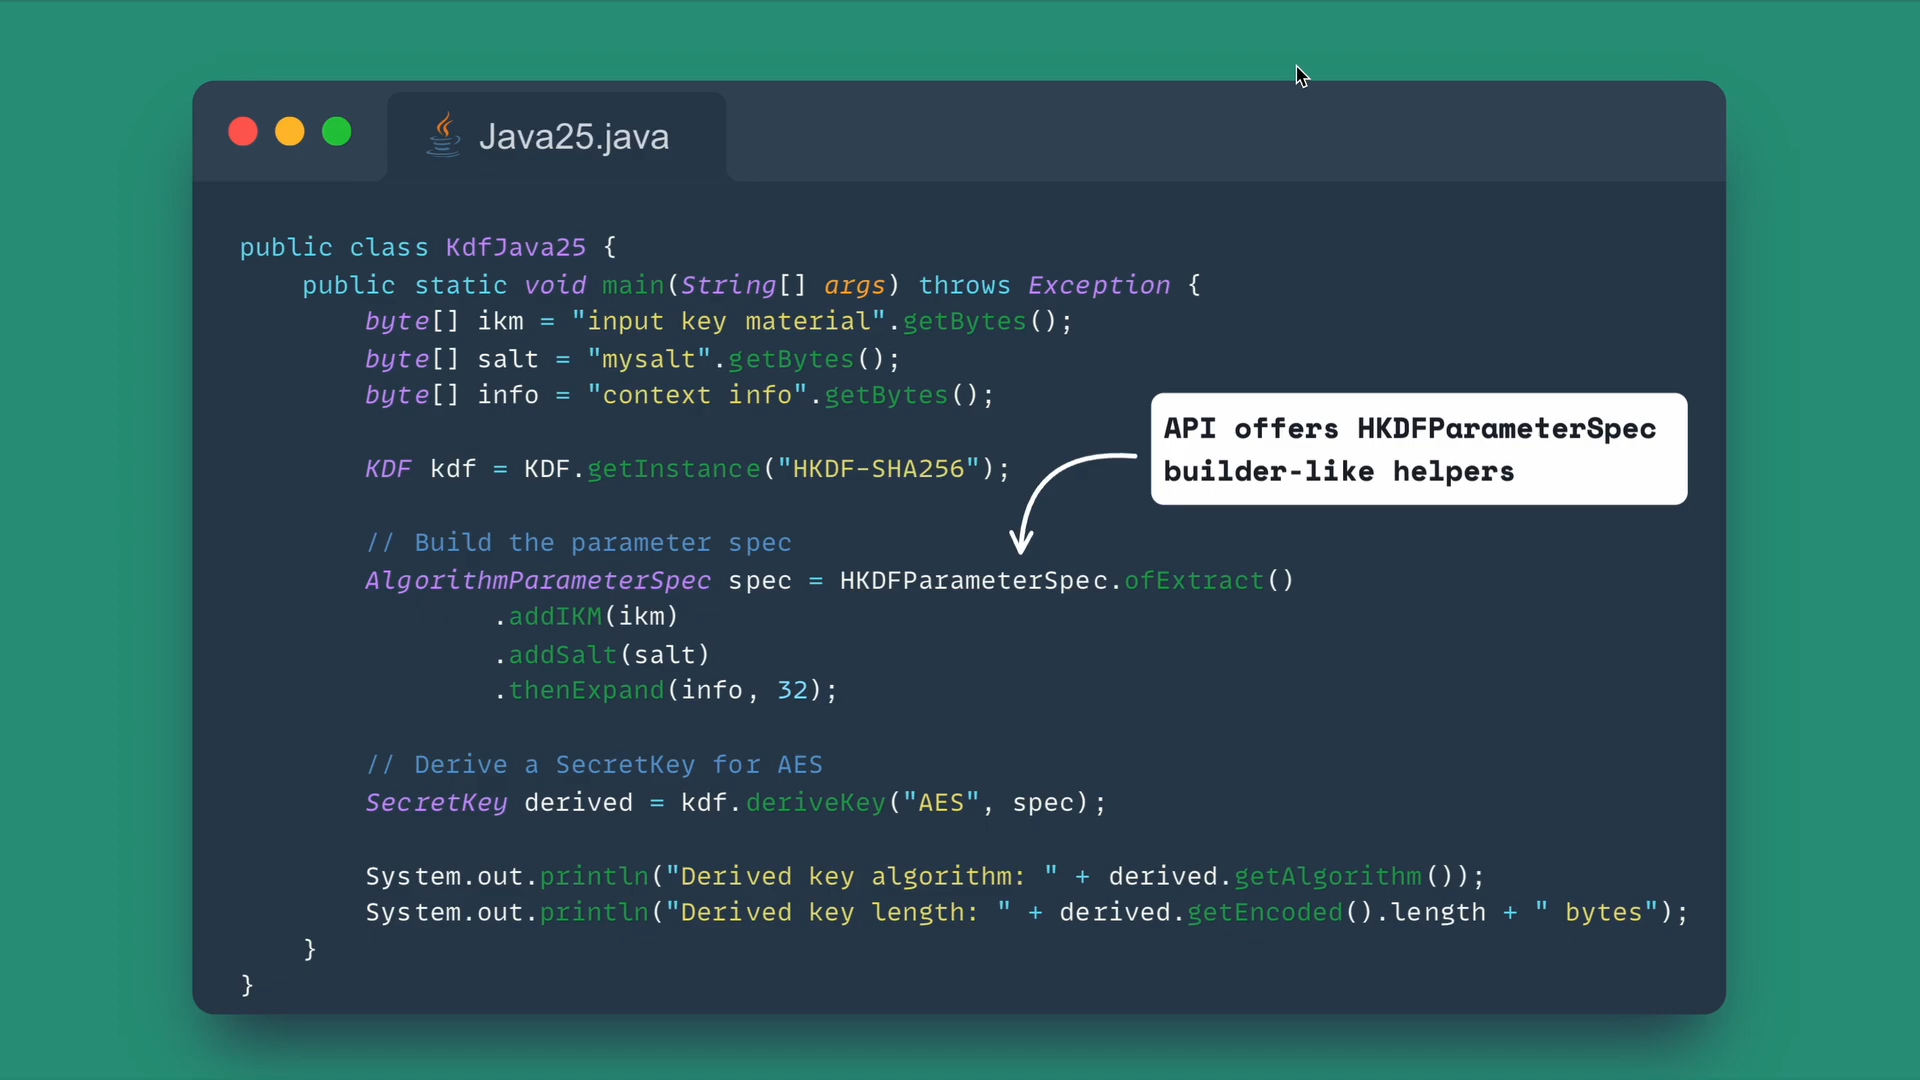 Java25.java
public class KdfJava25 {
public static void main(String[] args) throws Exception {
byte[] ikm = "input key material".getBytes();
byte[] salt = "mysalt".getBytes();
byte[] info = "context info".getBytes();
API offers HKDFParameterSpec
builder-like helpers
KDF kdf = KDF.getInstance("HKDF-SHA256");
// Build the parameter spec
AlgorithmParameterSpec spec = HKDFParameterSpec.ofExtract()
.addIKM(ikm)
.addSalt(salt)
.thenExpand(info, 32);
// Derive a SecretKey for AES
SecretKey derived = kdf.deriveKey("AES", spec);
System.out.println("Derived key algorithm: " + derived.getAlgorithm());
System.out.println("Derived key length: " + derived.getEncoded().length + " bytes");
}
}